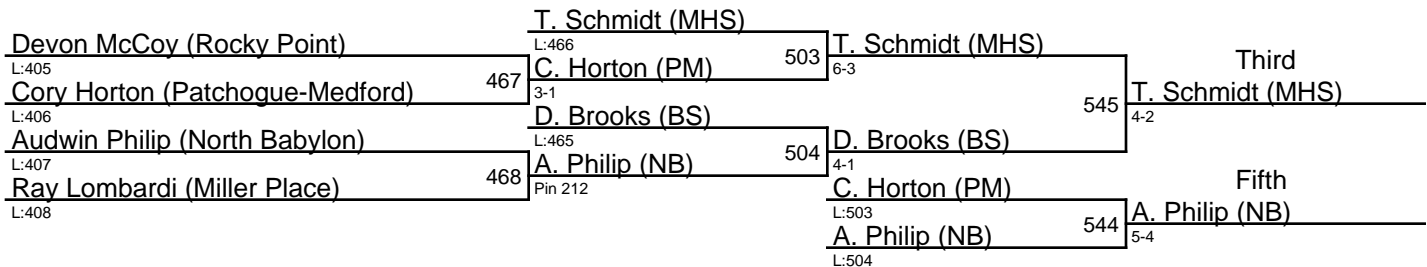 Devon McCoy (Rocky Point)
L:405
467
Cory Horton (Patchogue-Medford)
L:406
Audwin Philip (North Babylon)
L:407
468
Ray Lombardi (Miller Place)
L:408
T. Schmidt (MHS)
L:466
503
C. Horton (PM)
3-1
D. Brooks (BS)
L:465
504
A. Philip (NB)
Pin 212
T. Schmidt (MHS)
6-3
545
D. Brooks (BS)
4-1
C. Horton (PM)
L:503
544
A. Philip (NB)
L:504
Third
T. Schmidt (MHS)
4-2
Fifth
A. Philip (NB)
5-4